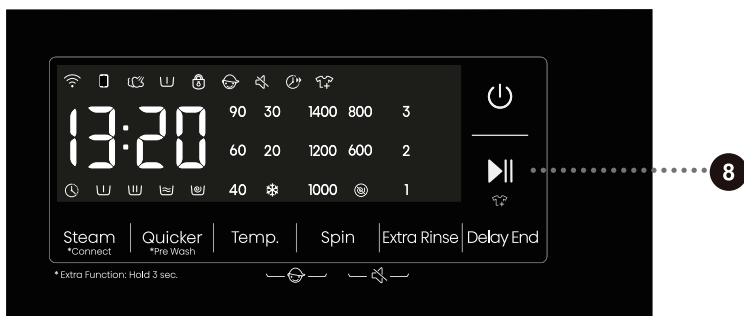 13:20
90 30 1400 800 3
60 20 1200 600 2
40 1000 1
8
Steam Quicker Temp. Spin Extra Rinse Delay End
*Connect *Pre Wash
* Extra Function: Hold 3 sec.